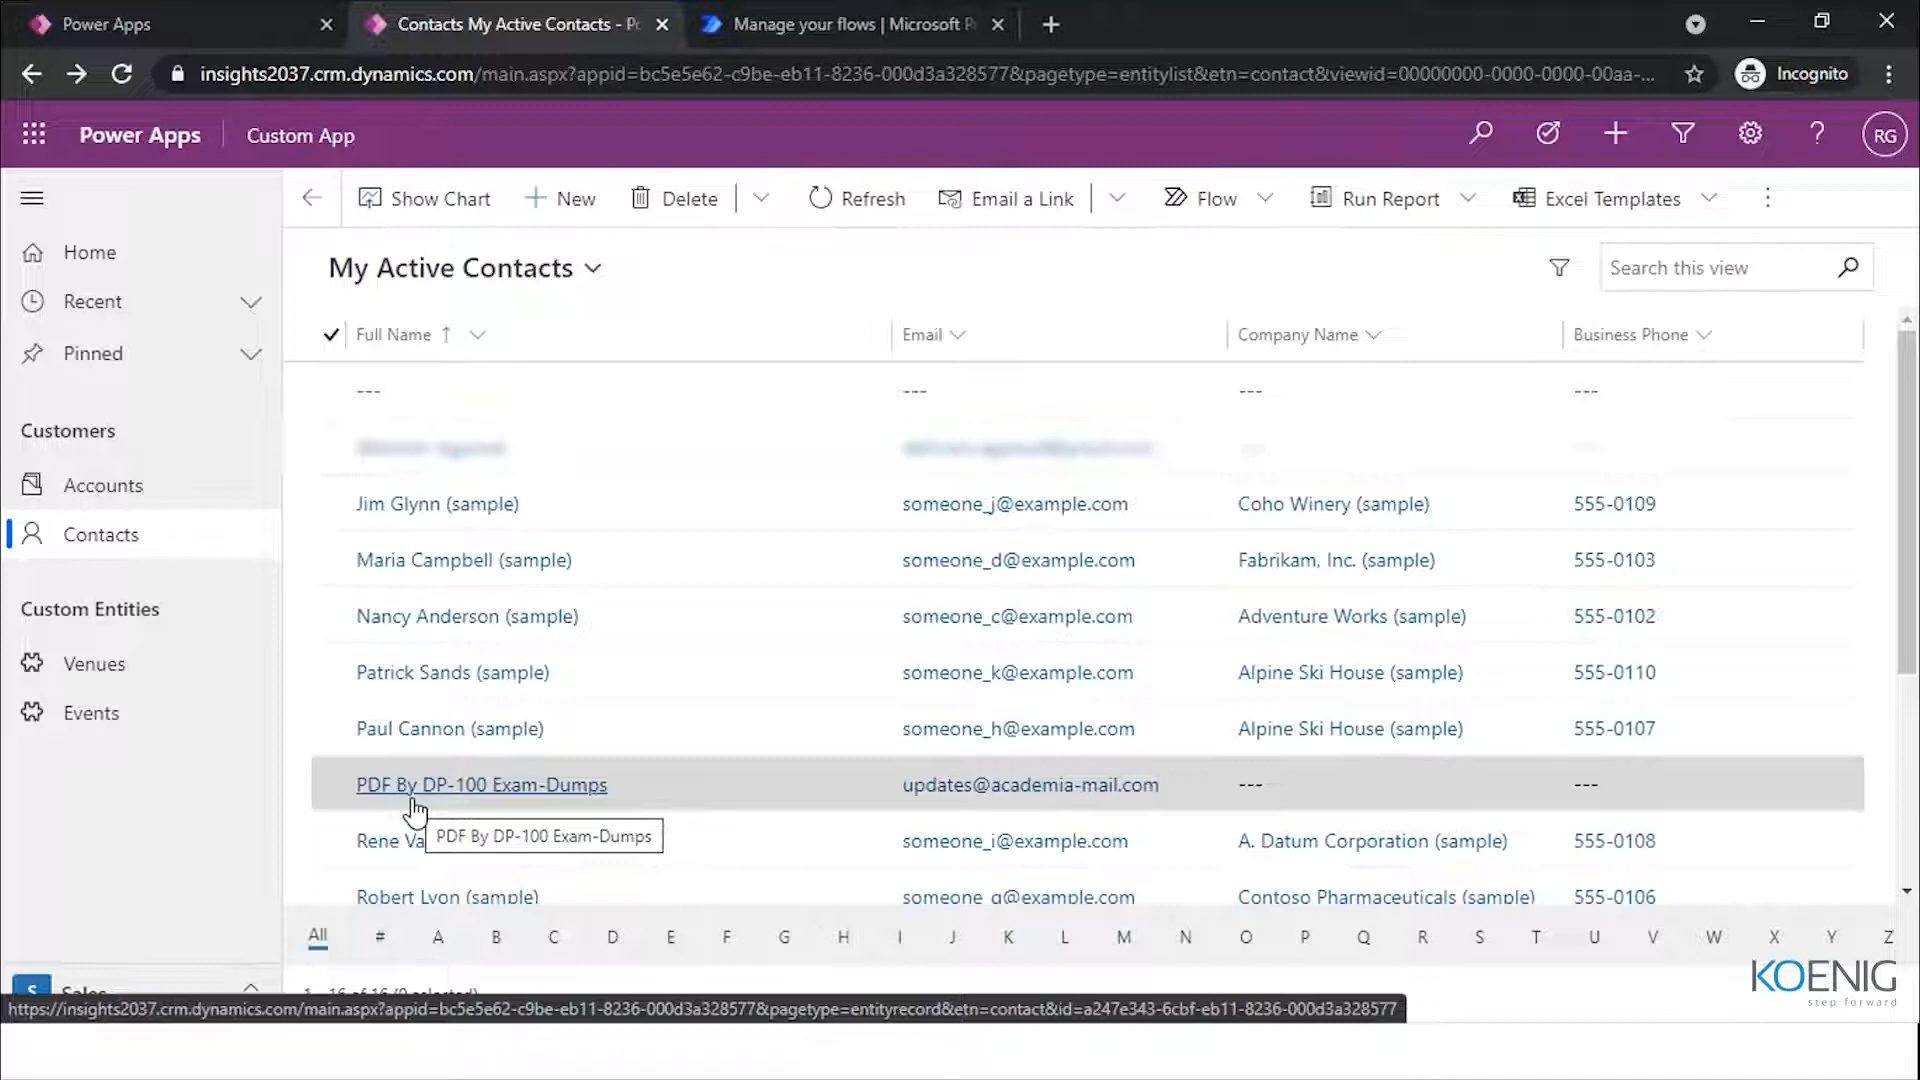 Power Apps
Contacts My Active Contacts - Po
Manage your flows | Microsoft P
insights2037.crm.dynamics.com/main.aspx?appid=bc5e5e62-c9be-eb11-8236-000d3a328577&pagetype=entitylist&etn=contact&viewid=00000000-0000-0000-00aa-...
Incognito
Power Apps
Custom App
RG
Show Chart
New
Delete
Refresh
Email a Link
Flow
Run Report
Excel Templates
Home
Recent
Pinned
Customers
Accounts
Contacts
Custom Entities
Venues
Events
S Sales
My Active Contacts
Search this view
Full Name Email Company Name Business Phone
--- --- --- ---
Jim Glynn (sample) someone_j@example.com Coho Winery (sample) 555-0109
Maria Campbell (sample) someone_d@example.com Fabrikam, Inc. (sample) 555-0103
Nancy Anderson (sample) someone_c@example.com Adventure Works (sample) 555-0102
Patrick Sands (sample) someone_k@example.com Alpine Ski House (sample) 555-0110
Paul Cannon (sample) someone_h@example.com Alpine Ski House (sample) 555-0107
PDF By DP-100 Exam-Dumps updates@academia-mail.com --- ---
PDF By DP-100 Exam-Dumps
Rene Va someone_i@example.com A. Datum Corporation (sample) 555-0108
Robert Lyon (sample) someone_g@example.com Contoso Pharmaceuticals (sample) 555-0106
All # A B C D E F G H I J K L M N O P Q R S T U V W X Y Z
1 - 16 of 16 (0 selected)
https://insights2037.crm.dynamics.com/main.aspx?appid=bc5e5e62-c9be-eb11-8236-000d3a328577&pagetype=entityrecord&etn=contact&id=a247e343-6cbf-eb11-8236-000d3a328577
KOENIG
step forward